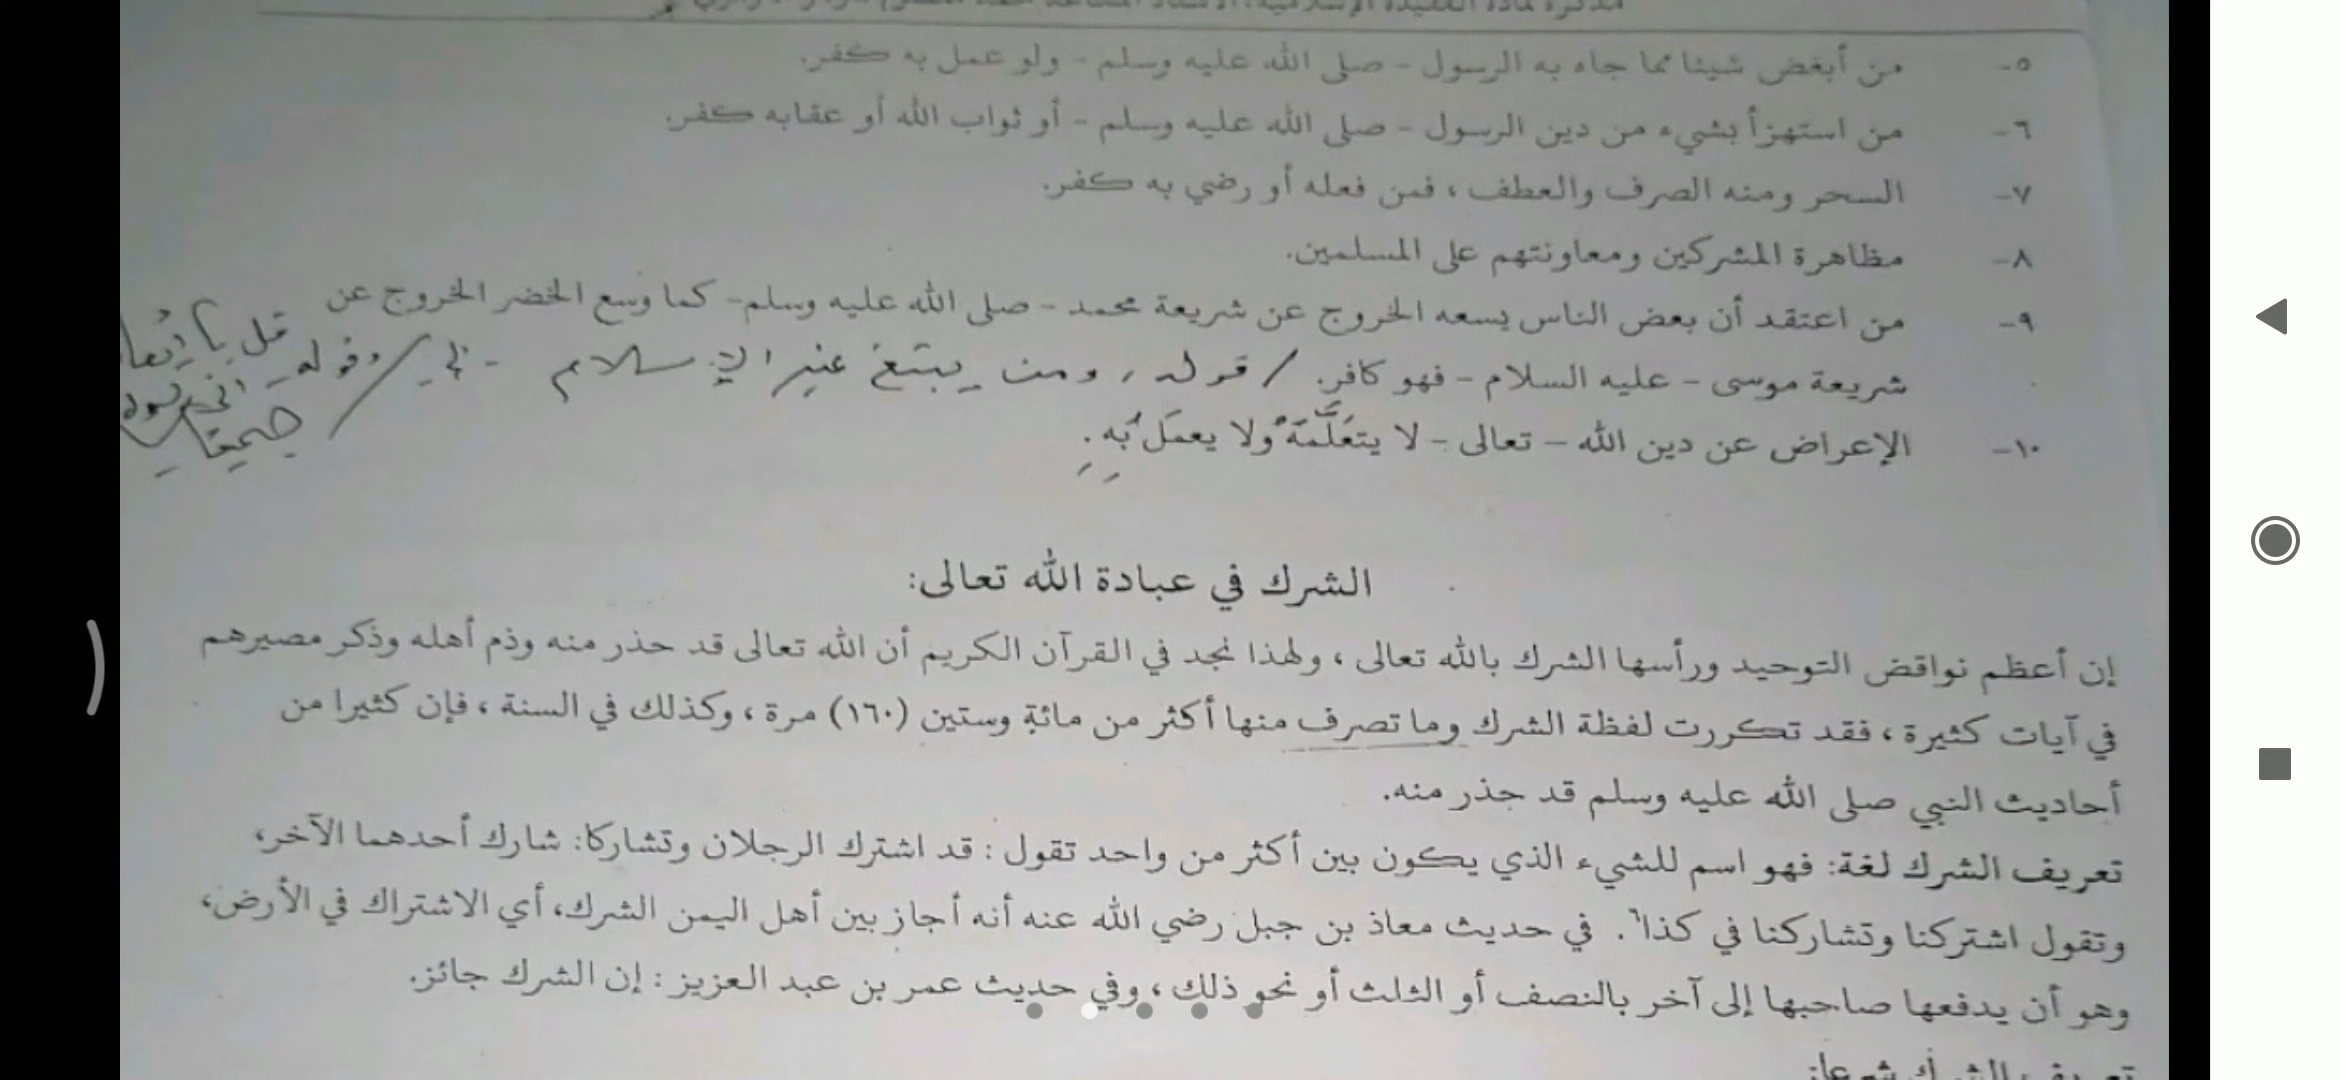 ٥- من أبغض شيئا مما جاء به الرسول - صلى الله عليه وسلم - ولو عمل به كفر.
٦- من استهزأ بشيء من دين الرسول - صلى الله عليه وسلم - أو ثواب الله أو عقابه كفر.
٧- السحر ومنه الصرف والعطف ، فمن فعله أو رضي به كفر.
٨- مظاهرة المشركين ومعاونتهم على المسلمين.
٩- من اعتقد أن بعض الناس يسعه الخروج عن شريعة محمد - صلى الله عليه وسلم- كما وسع الخضر الخروج عن
شريعة موسى - عليه السلام - فهو كافر. / قوله، ومن يبتغ غير الإسلام - إلخ / وقوله قل يا أيها
جميعا
١٠- الإعراض عن دين الله – تعالى - لا يتعَلَّمَهُ ولا يعملَ بَهِ .
الشرك في عبادة الله تعالى:
إن أعظم نواقض التوحيد ورأسها الشرك بالله تعالى ، ولهذا نجد في القرآن الكريم أن الله تعالى قد حذر منه وذم أهله وذكر مصيرهم
في آيات كثيرة ، فقد تكررت لفظة الشرك وما تصرف منها أكثر من مائة وستين (١٦٠) مرة ، وكذلك في السنة ، فإن كثيرا من
أحاديث النبي صلى الله عليه وسلم قد حذر منه.
تعريف الشرك لغة: فهو اسم للشيء الذي يكون بين أكثر من واحد تقول : قد اشترك الرجلان وتشاركا: شارك أحدهما الآخر،
وتقول اشتركنا وتشاركنا في كذا٦. في حديث معاذ بن جبل رضي الله عنه أنه أجاز بين أهل اليمن الشرك، أي الاشتراك في الأرض،
وهو أن يدفعها صاحبها إلى آخر بالنصف أو الثلث أو نحو ذلك ، وفي حديث عمر بن عبد العزيز : إن الشرك جائز.
تعريف الشرك شرعا: